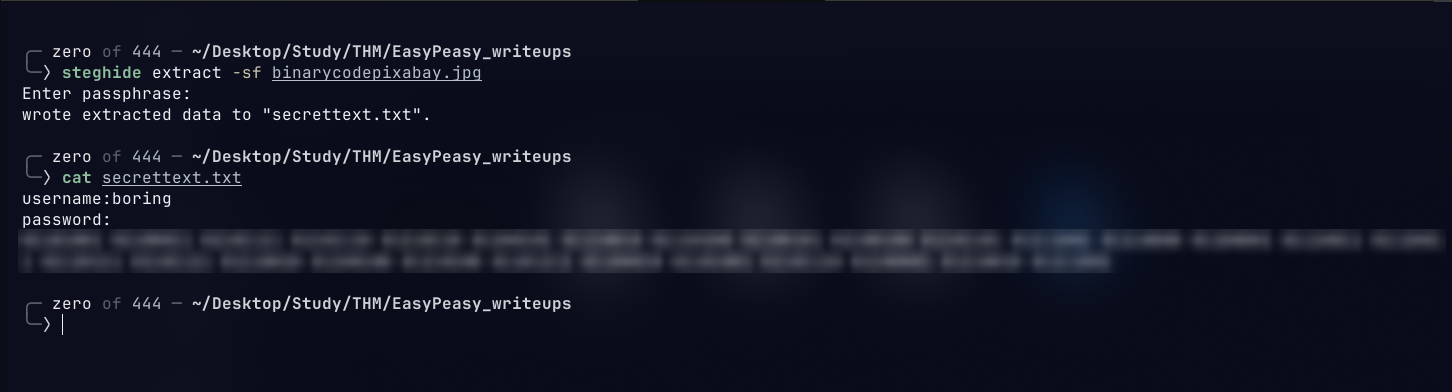 zero of 444 — ~/Desktop/Study/THM/EasyPeasy_writeups
❯ steghide extract -sf binarycodepixabay.jpg
Enter passphrase:
wrote extracted data to "secrettext.txt".
zero of 444 — ~/Desktop/Study/THM/EasyPeasy_writeups
❯ cat secrettext.txt
username:boring
password:
zero of 444 — ~/Desktop/Study/THM/EasyPeasy_writeups
❯